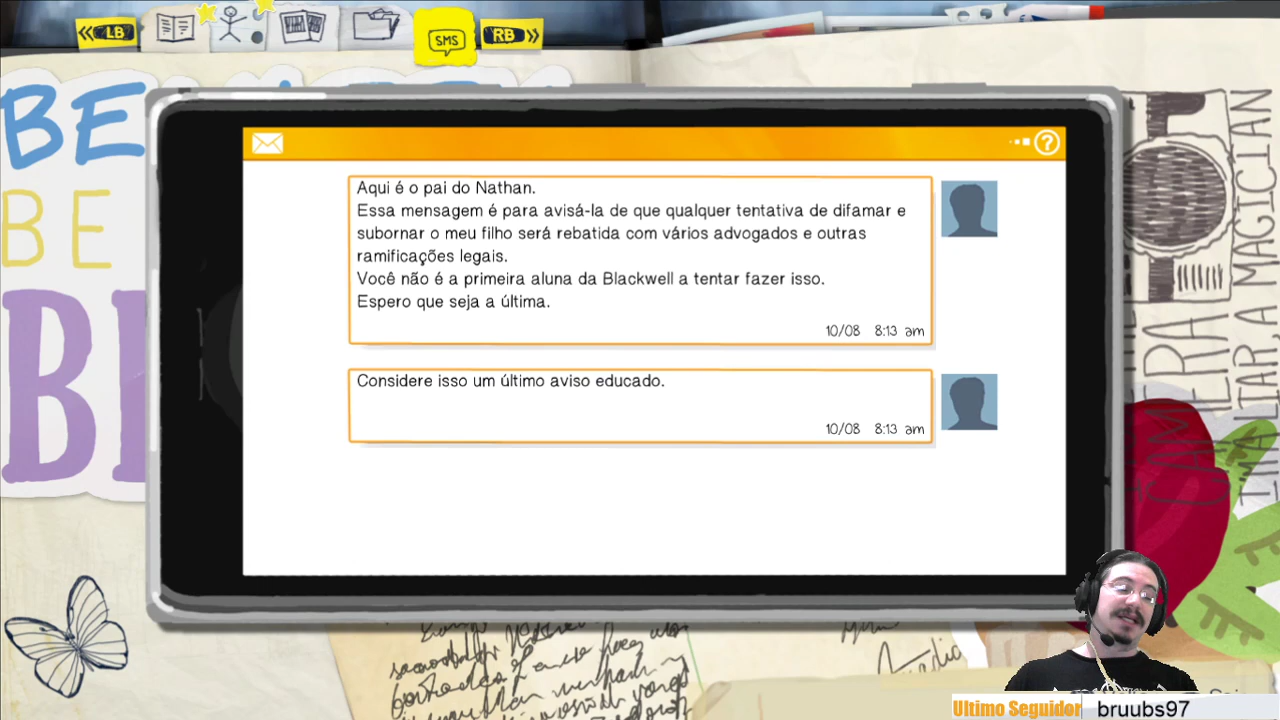 LB
SMS
RB
BE
BE
Aqui é o pai do Nathan.
Essa mensagem é para avisá-la de que qualquer tentativa de difamar e
subornar o meu filho será rebatida com vários advogados e outras
ramificações legais.
Você não é a primeira aluna da Blackwell a tentar fazer isso.
Espero que seja a última.
10/08 8:13 am
Considere isso um último aviso educado.
10/08 8:13 am
CAMERA
MAGICIAN
Ultimo Seguidor
bruubs97